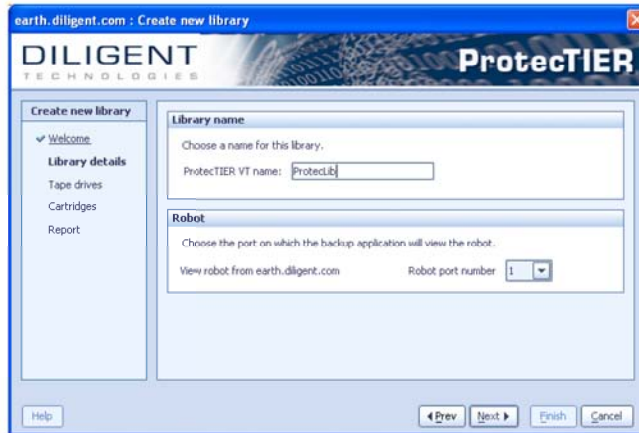 earth.diligent.com : Create new library
DILIGENT
TECHNOLOGIES
ProtecTIER
Create new library
Welcome
Library details
Tape drives
Cartridges
Report
Library name
Choose a name for this library.
ProtecTIER VT name: ProtecLib
Robot
Choose the port on which the backup application will view the robot.
View robot from earth.diligent.com Robot port number 1
Help Prev Next Finish Cancel